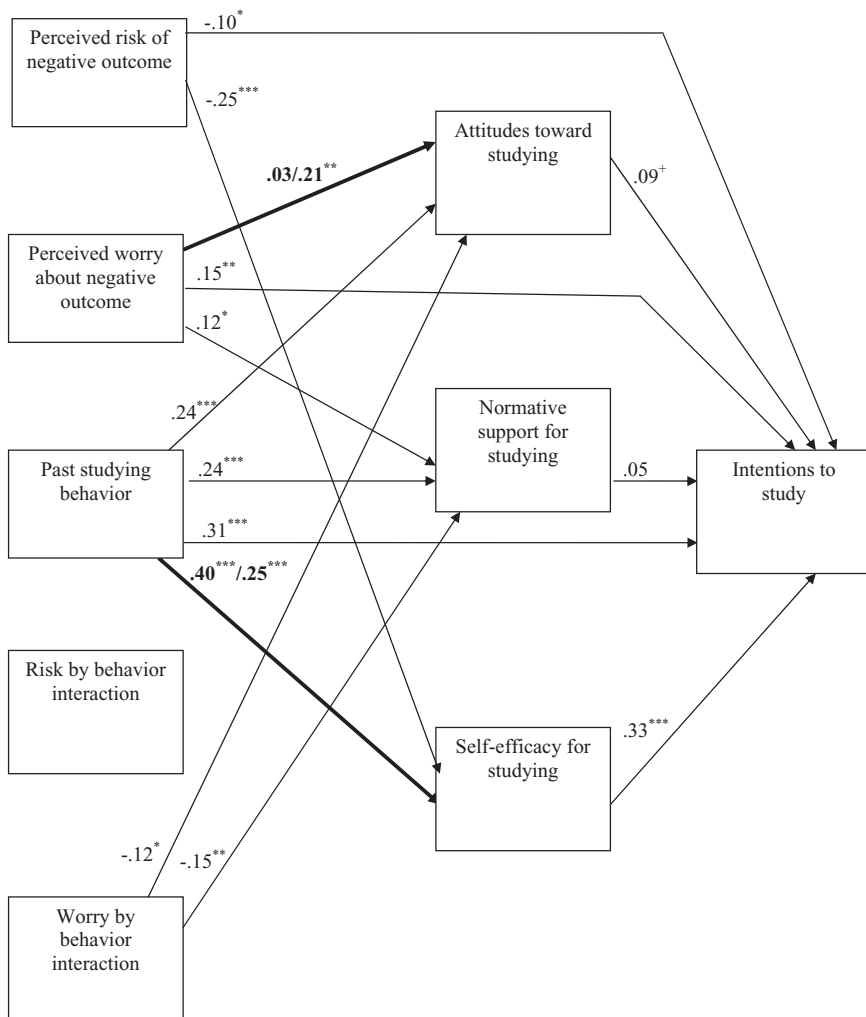 -.10*
Perceived risk of
negative outcome
-.25***
Attitudes toward
studying
.03/.21**
.09+
Perceived worry
about negative
outcome
.15**
.12*
.24***
Normative
support for
studying
Past studying
behavior
.24***
.05
Intentions to
study
.31***
.40***/.25***
Risk by behavior
interaction
Self-efficacy for
studying
.33***
-.12*
-.15**
Worry by
behavior
interaction